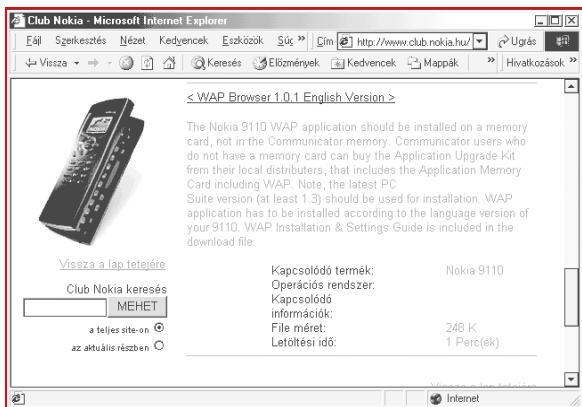 Club Nokia - Microsoft Internet Explorer
Fájl Szerkesztés Nézet Kedvencek Eszközök Súg » Cím http://www.club.nokia.hu/ Ugrás
Vissza Keresés Előzmények Kedvencek Mappák » Hivatkozások »
< WAP Browser 1.0.1 English Version >
The Nokia 9110 WAP application should be installed on a memory
card, not in the Communicator memory. Communicator users who
do not have a memory card can buy the Application Upgrade Kit
from their local distributers, that includes the Application Memory
Card including WAP. Note, the latest PC
Suite version (at least 1.3) should be used for installation. WAP
application has to be installed according to the language version of
your 9110. WAP Installation & Settings Guide is included in the
download file.
Vissza a lap tetejére
Club Nokia keresés
MEHET
a teljes site-on
az aktuális részben
Kapcsolódó termék: Nokia 9110
Operációs rendszer:
Kapcsolódó
információk:
File méret: 248 K
Letöltési idő: 1 Perc(ek)
Vissza a lap tetejére
Internet